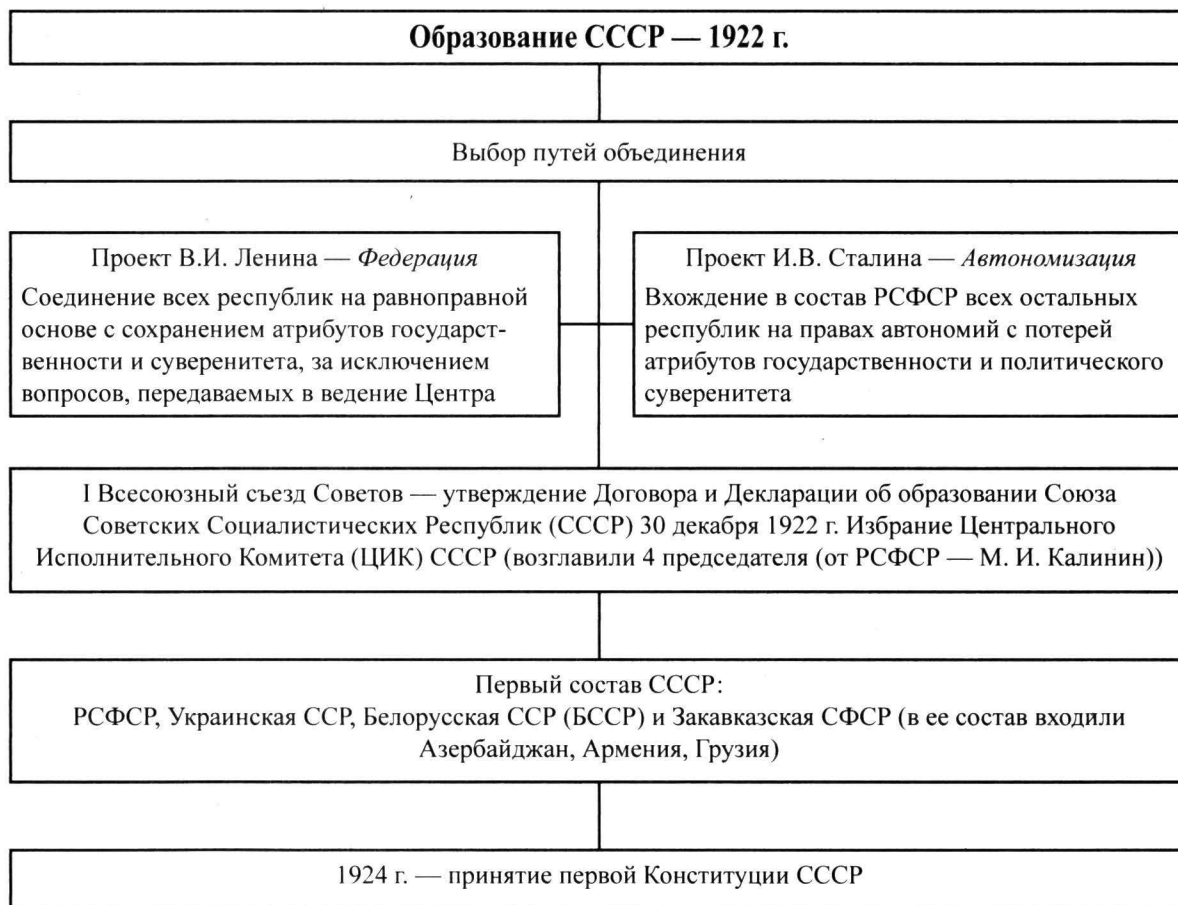 Образование СССР — 1922 г.
Выбор путей объединения
Проект В.И. Ленина — Федерация
Соединение всех республик на равноправной
основе с сохранением атрибутов государст-
венности и суверенитета, за исключением
вопросов, передаваемых в ведение Центра
Проект И.В. Сталина — Автономизация
Вхождение в состав РСФСР всех остальных
республик на правах автономий с потерей
атрибутов государственности и политического
суверенитета
I Всесоюзный съезд Советов — утверждение Договора и Декларации об образовании Союза
Советских Социалистических Республик (СССР) 30 декабря 1922 г. Избрание Центрального
Исполнительного Комитета (ЦИК) СССР (возглавили 4 председателя (от РСФСР — М. И. Калинин))
Первый состав СССР:
РСФСР, Украинская ССР, Белорусская ССР (БССР) и Закавказская СФСР (в ее состав входили
Азербайджан, Армения, Грузия)
1924 г. — принятие первой Конституции СССР